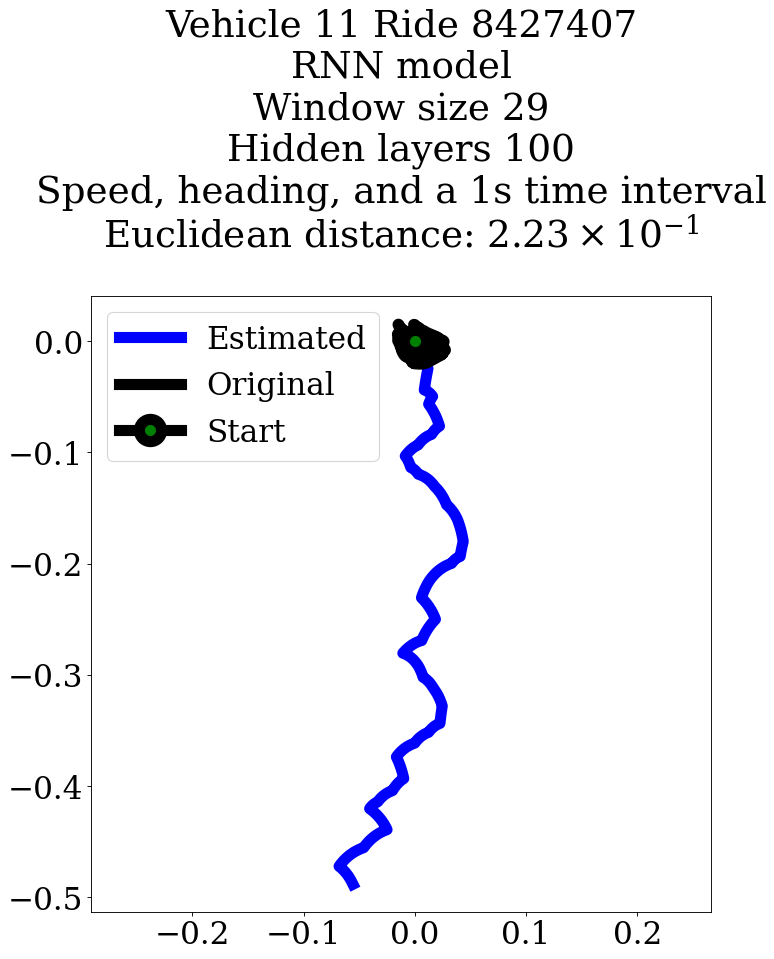 Vehicle 11 Ride 8427407
RNN model
Window size 29
Hidden layers 100
Speed, heading, and a 1s time interval
Euclidean distance: 2.23 × 10⁻¹
Estimated
Original
Start
0.0
−0.1
−0.2
−0.3
−0.4
−0.5
−0.2 −0.1 0.0 0.1 0.2